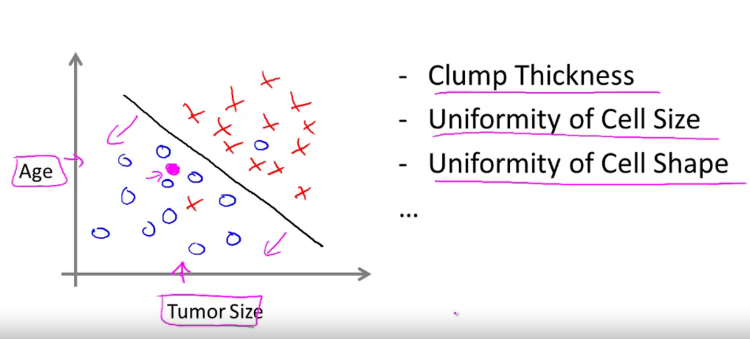 - Clump Thickness
- Uniformity of Cell Size
- Uniformity of Cell Shape
...
Age
Tumor Size